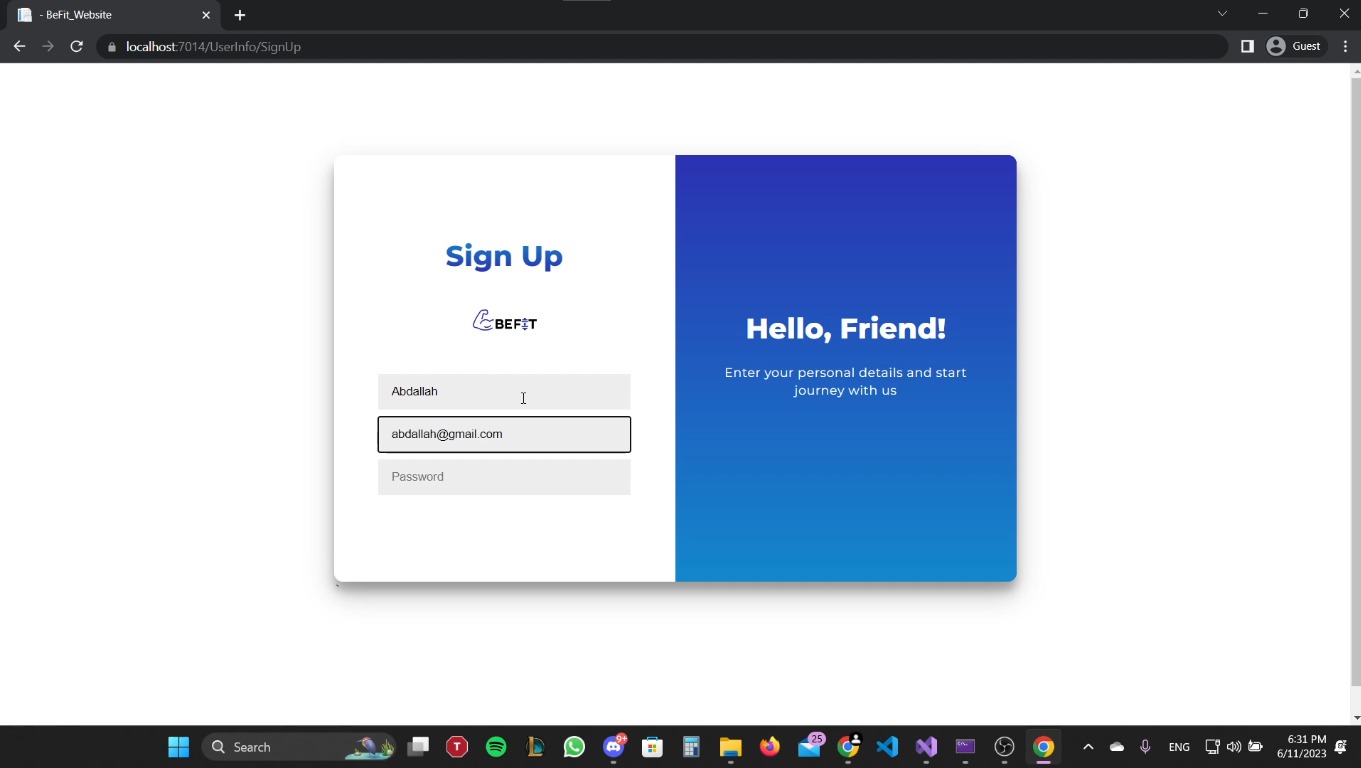 - BeFit_Website
localhost:7014/UserInfo/SignUp
Guest
Sign Up
BEFIT
Abdallah
abdallah@gmail.com
Password
Hello, Friend!
Enter your personal details and start
journey with us
Search
T
9+
25
ENG
6:31 PM
6/11/2023